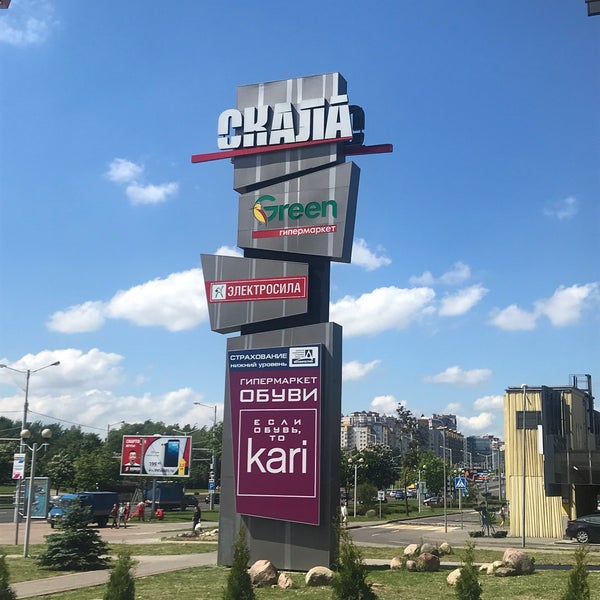 СКАЛА
Green
гипермаркет
ЭЛЕКТРОСИЛА
СТРАХОВАНИЕ
НИЖНИЙ УРОВЕНЬ
ГИПЕРМАРКЕТ
ОБУВИ
ЕСЛИ
ОБУВЬ,
ТО
kari